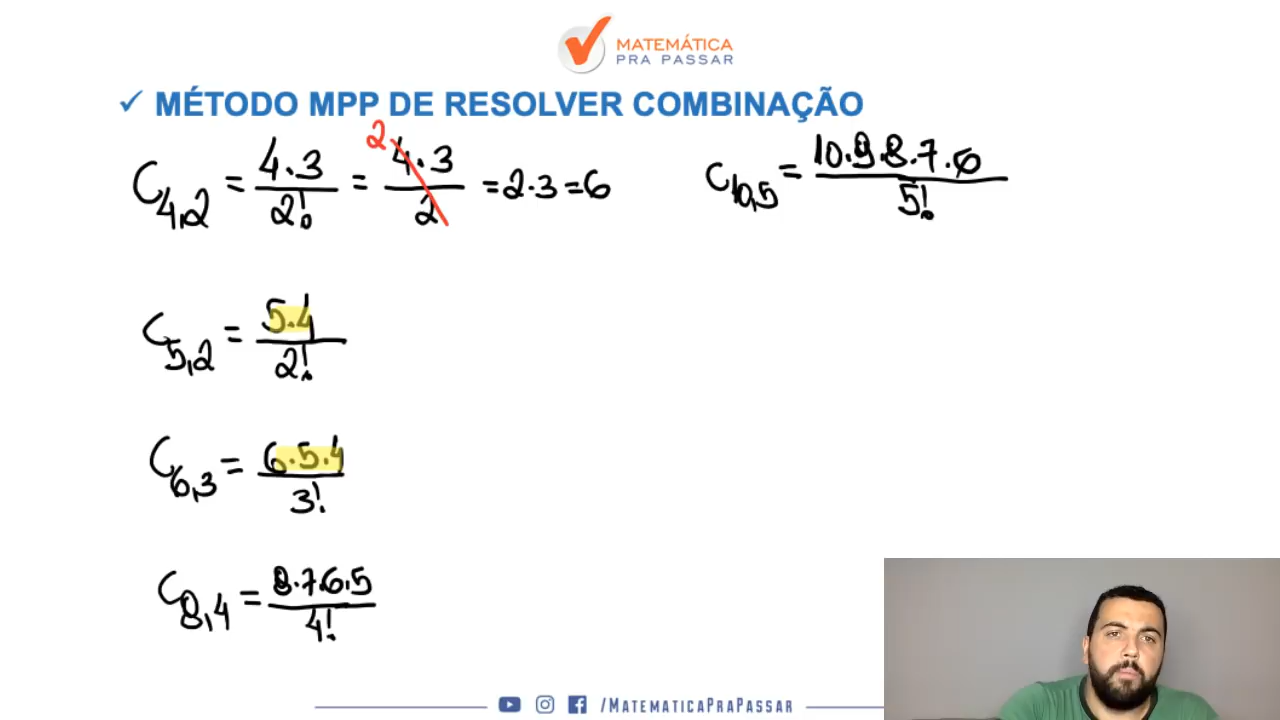 MATEMÁTICA
PRA PASSAR
✓ MÉTODO MPP DE RESOLVER COMBINAÇÃO
C4,2 = 4.3/2! = 2 4.3/2 = 2.3 = 6
C10,5 = 10.9.8.7.6/5!
C5,2 = 5.4/2!
C6,3 = 6.5.4/3!
C8,4 = 8.7.6.5/4!
/MATEMATICAPRAPASSAR